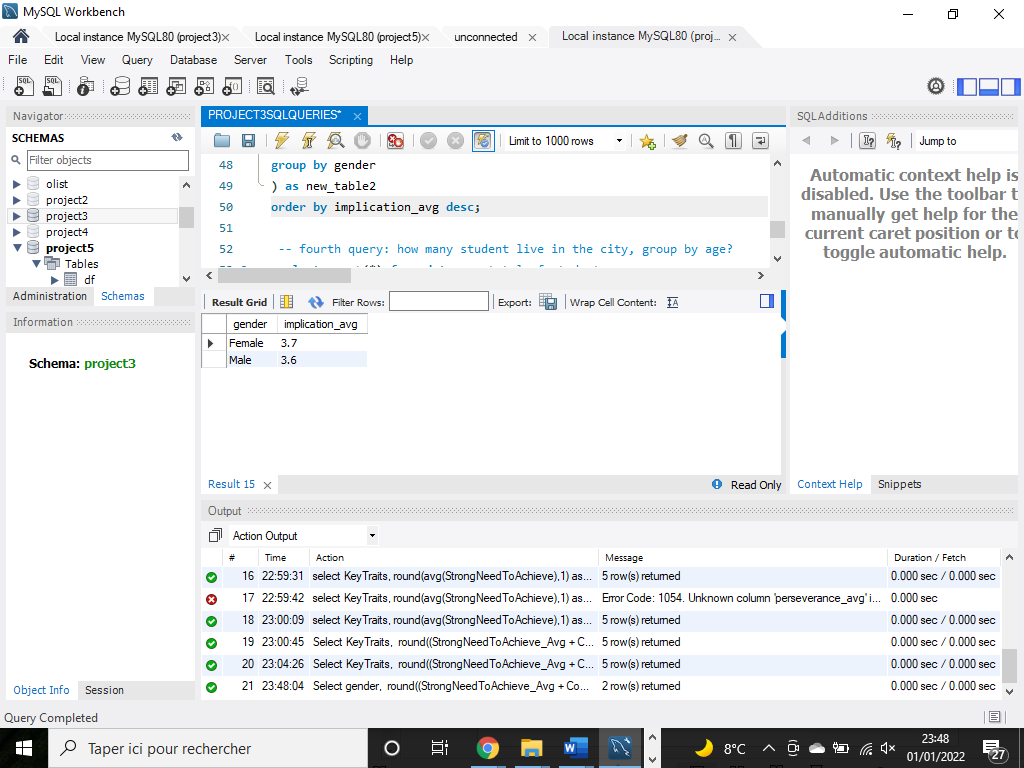 MySQL Workbench
Local instance MySQL80 (project3)
Local instance MySQL80 (project5)
unconnected
Local instance MySQL80 (proj...
File Edit View Query Database Server Tools Scripting Help
Navigator
SCHEMAS
Filter objects
olist
project2
project3
project4
project5
Tables
df
Administration Schemas
Information
Schema: project3
Object Info Session
PROJECT3SQLQUERIES*
Limit to 1000 rows
48 group by gender
49 ) as new_table2
50 order by implication_avg desc;
51
52 -- fourth query: how many student live in the city, group by age?
Result Grid Filter Rows: Export: Wrap Cell Content:
gender implication_avg
Female 3.7
Male 3.6
Result 15
Read Only
SQLAdditions
Jump to
Automatic context help is
disabled. Use the toolbar t
manually get help for the
current caret position or to
toggle automatic help.
Context Help Snippets
Output
Action Output
# Time Action Message Duration / Fetch
16 22:59:31 select KeyTraits, round(avg(StrongNeedToAchieve),1) as... 5 row(s) returned 0.000 sec / 0.000 sec
17 22:59:42 select KeyTraits, round(avg(StrongNeedToAchieve),1) as... Error Code: 1054. Unknown column 'perseverance_avg' i... 0.000 sec
18 23:00:09 select KeyTraits, round(avg(StrongNeedToAchieve),1) as... 5 row(s) returned 0.000 sec / 0.000 sec
19 23:00:45 Select KeyTraits, round((StrongNeedToAchieve_Avg + C... 5 row(s) returned 0.000 sec / 0.000 sec
20 23:04:26 Select KeyTraits, round((StrongNeedToAchieve_Avg + C... 5 row(s) returned 0.000 sec / 0.000 sec
21 23:48:04 Select gender, round((StrongNeedToAchieve_Avg + Co... 2 row(s) returned 0.000 sec / 0.000 sec
Query Completed
Taper ici pour rechercher
8°C
23:48
01/01/2022
27